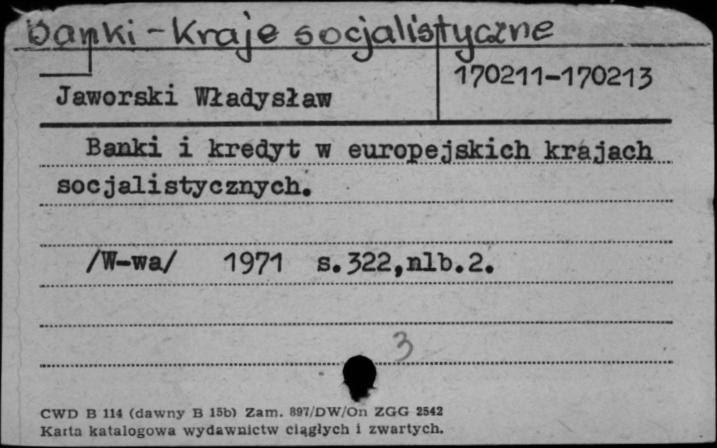 Banki - Kraje socjalistyczne
170211-170213
Jaworski Władysław
Banki i kredyt w europejskich krajach
socjalistycznych.
/W-wa/ 1971 s.322,nlb.2.
3
CWD B 114 (dawny B 15b) Zam. 897/DW/On ZGG 2542
Karta katalogowa wydawnictw ciągłych i zwartych.